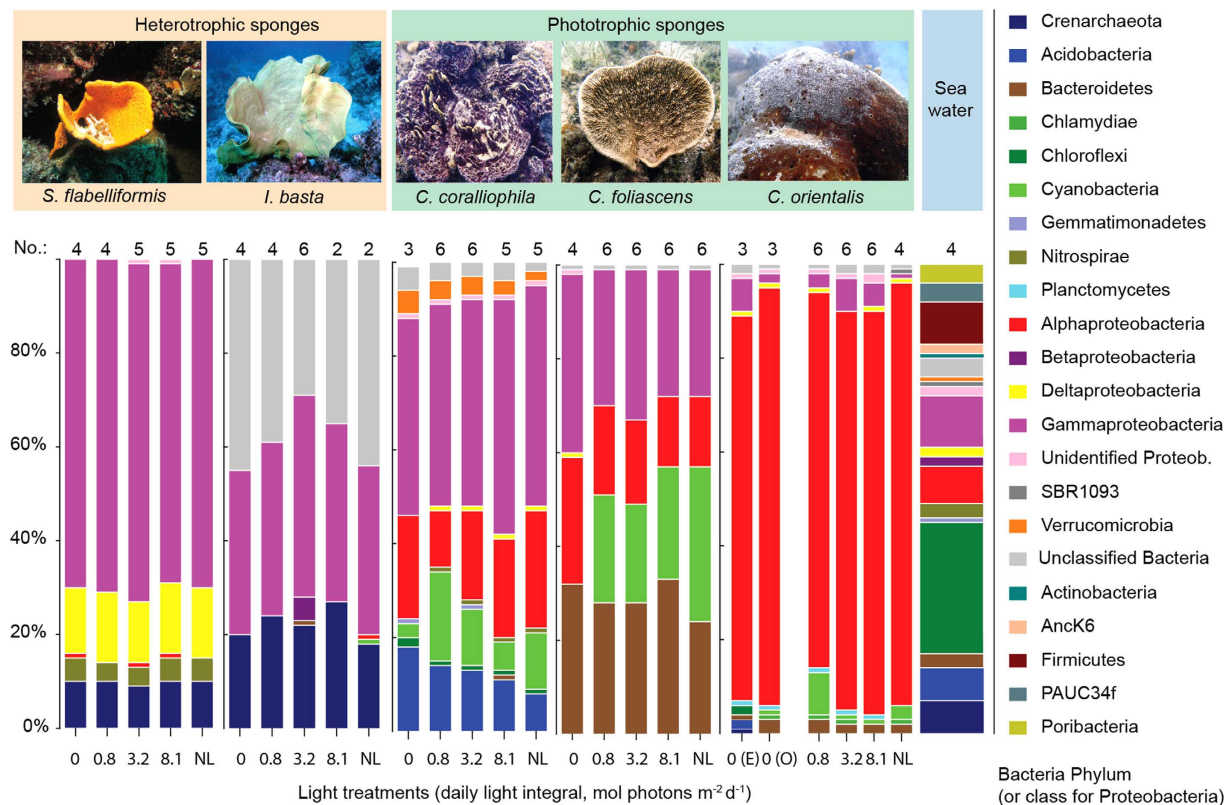 Heterotrophic sponges
Phototrophic sponges
Sea
water
S. flabelliformis
I. basta
C. coralliophila
C. foliascens
C. orientalis
No.:
4 4 5 5 5
4 4 6 2 2
3 6 6 5 5
4 6 6 6 6
3 3 6 6 6 4
4
80%
60%
40%
20%
0%
0 0.8 3.2 8.1 NL
0 0.8 3.2 8.1 NL
0 0.8 3.2 8.1 NL
0 0.8 3.2 8.1 NL
0 (E) 0 (O) 0.8 3.2 8.1 NL
Light treatments (daily light integral, mol photons m⁻² d⁻¹)
Crenarchaeota
Acidobacteria
Bacteroidetes
Chlamydiae
Chloroflexi
Cyanobacteria
Gemmatimonadetes
Nitrospirae
Planctomycetes
Alphaproteobacteria
Betaproteobacteria
Deltaproteobacteria
Gammaproteobacteria
Unidentified Proteob.
SBR1093
Verrucomicrobia
Unclassified Bacteria
Actinobacteria
AncK6
Firmicutes
PAUC34f
Poribacteria
Bacteria Phylum
(or class for Proteobacteria)